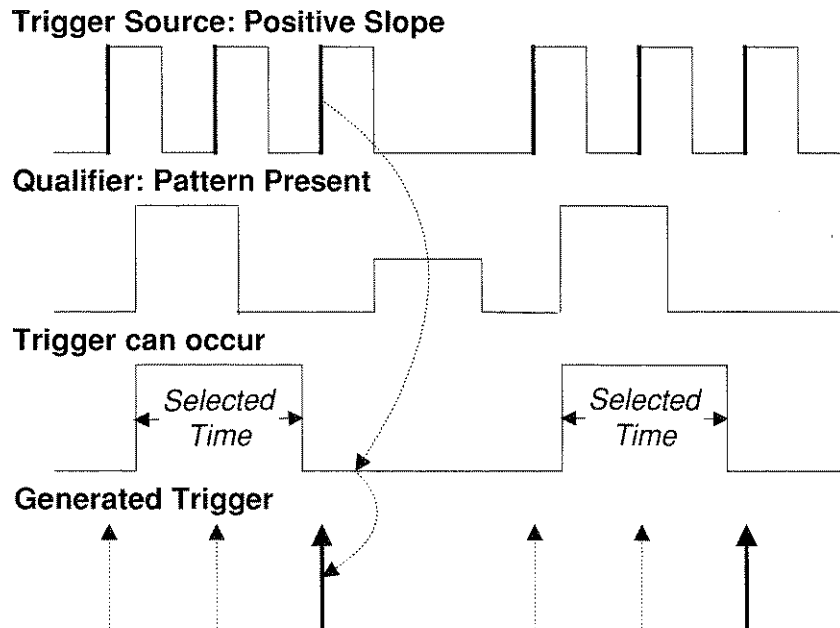 Trigger Source: Positive Slope
Qualifier: Pattern Present
Trigger can occur
Selected
Time
Selected
Time
Generated Trigger